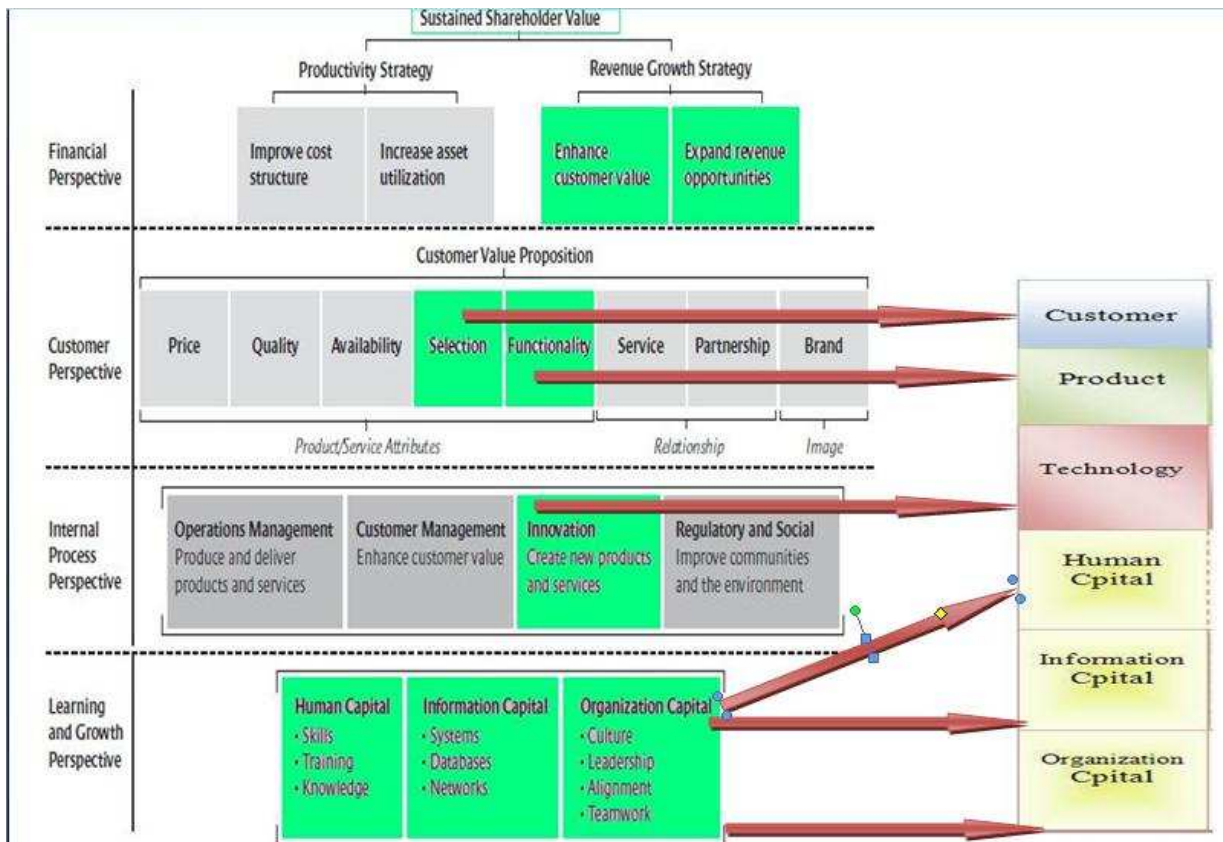 Sustained Shareholder Value
Productivity Strategy
Revenue Growth Strategy
Financial
Perspective
Improve cost
structure
Increase asset
utilization
Enhance
customer value
Expand revenue
opportunities
Customer Value Proposition
Customer
Perspective
Price
Quality
Availability
Selection
Functionality
Service
Partnership
Brand
Product/Service Attributes
Relationship
Image
Internal
Process
Perspective
Operations Management
Produce and deliver
products and services
Customer Management
Enhance customer value
Innovation
Create new products
and services
Regulatory and Social
Improve communities
and the environment
Learning
and Growth
Perspective
Human Capital
• Skills
• Training
• Knowledge
Information Capital
• Systems
• Databases
• Networks
Organization Capital
• Culture
• Leadership
• Alignment
• Teamwork
Customer
Product
Technology
Human
Cpital
Information
Cpital
Organization
Cpital